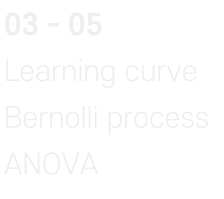 03 - 05
Learning curve
Bernolli process
ANOVA